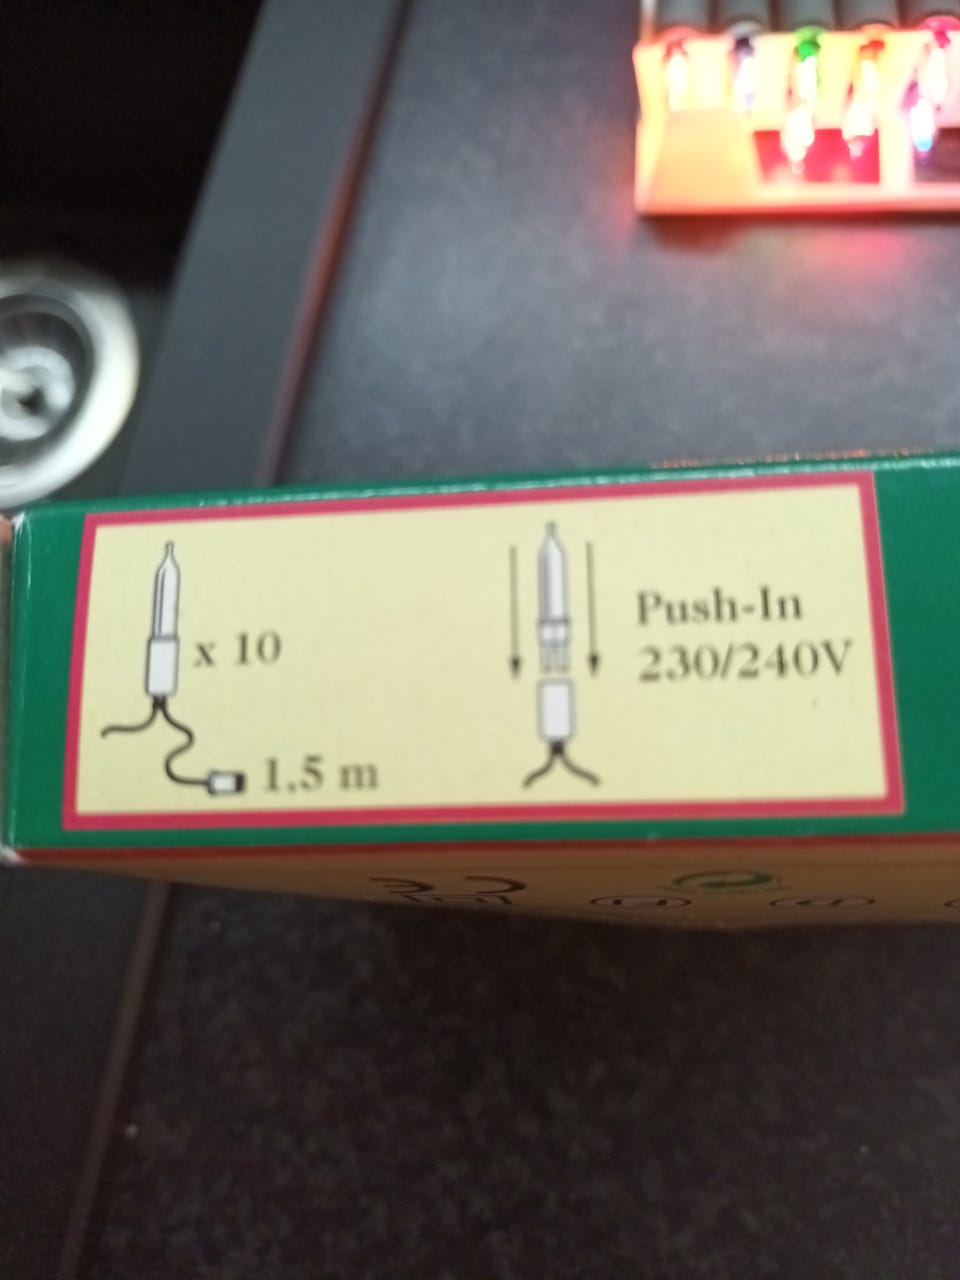 x 10
1,5 m
Push-In
230/240V